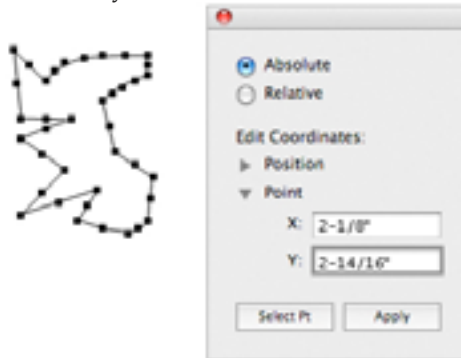 Absolute
Relative
Edit Coordinates:
Position
Point
X: 2-1/8"
Y: 2-14/16"
Select Pt
Apply